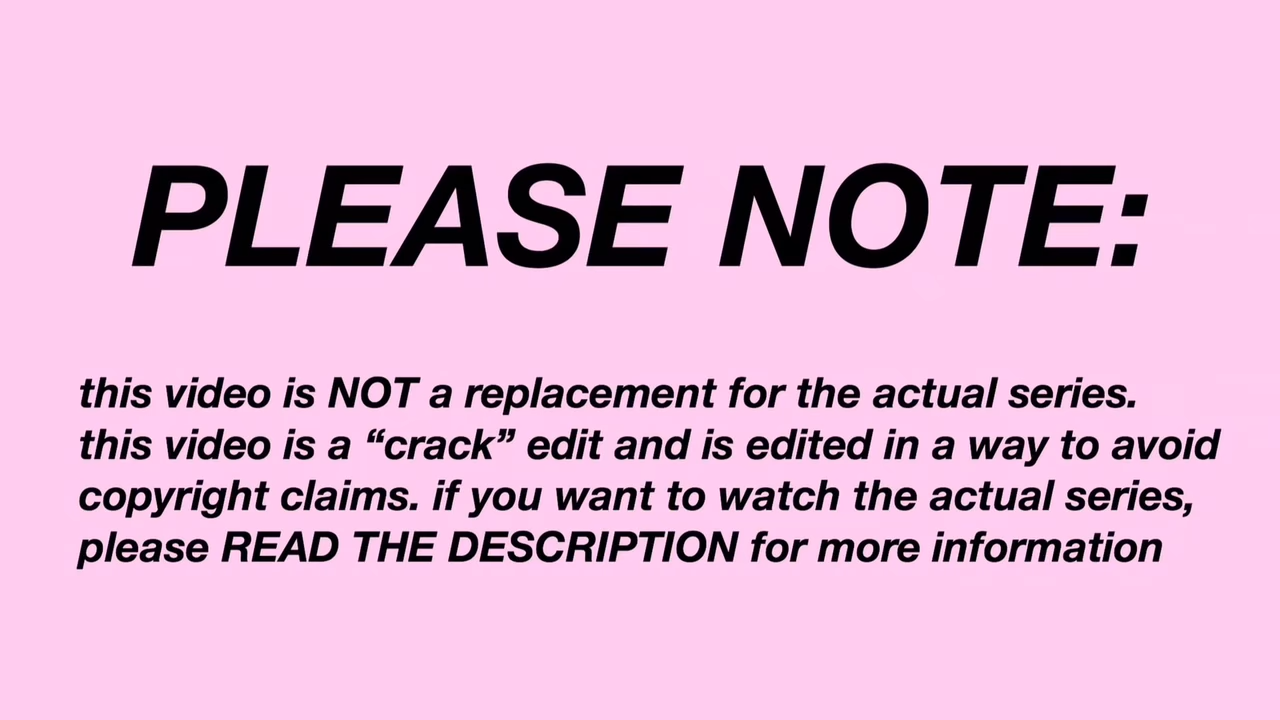 PLEASE NOTE:
this video is NOT a replacement for the actual series.
this video is a “crack” edit and is edited in a way to avoid
copyright claims. if you want to watch the actual series,
please READ THE DESCRIPTION for more information